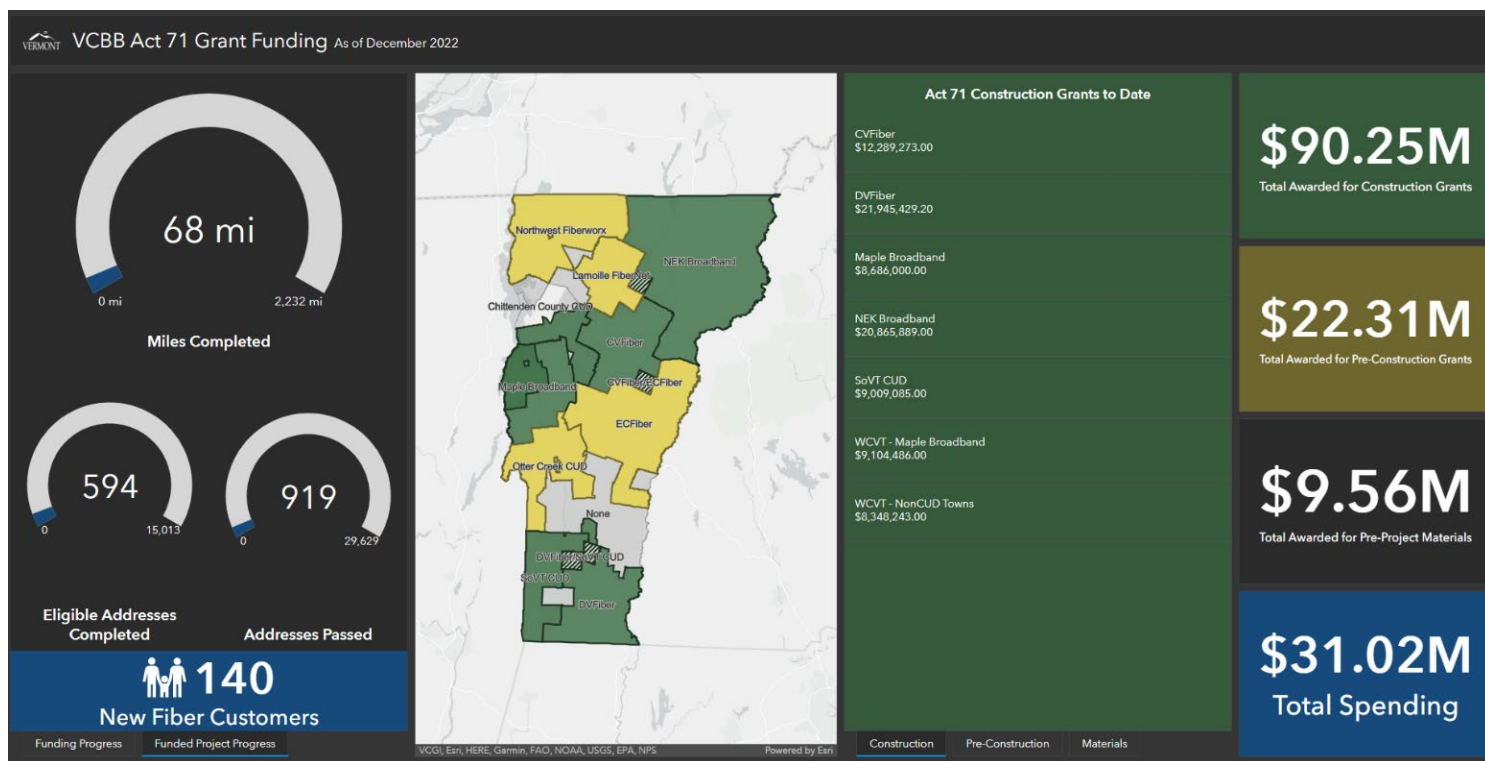 VERMONT
VCBB Act 71 Grant Funding As of December 2022
68 mi
0 mi
2,232 mi
Miles Completed
594
0
15,013
Eligible Addresses
Completed
919
0
29,629
Addresses Passed
140
New Fiber Customers
Funding Progress
Funded Project Progress
Northwest Fiberworx
NEK Broadband
Lamoille FiberNet
Chittenden County CUD
CVFiber
Maple Broadband
CVFiber/ECFiber
ECFiber
Otter Creek CUD
None
DVFiber/SoVT CUD
SoVT CUD
DVFiber
VCGI, Esri, HERE, Garmin, FAO, NOAA, USGS, EPA, NPS
Powered by Esri
Act 71 Construction Grants to Date
CVFiber
$12,289,273.00
DVFiber
$21,945,429.20
Maple Broadband
$8,686,000.00
NEK Broadband
$20,865,889.00
SoVT CUD
$9,009,085.00
WCVT - Maple Broadband
$9,104,486.00
WCVT - NonCUD Towns
$8,348,243.00
Construction
Pre-Construction
Materials
$90.25M
Total Awarded for Construction Grants
$22.31M
Total Awarded for Pre-Construction Grants
$9.56M
Total Awarded for Pre-Project Materials
$31.02M
Total Spending